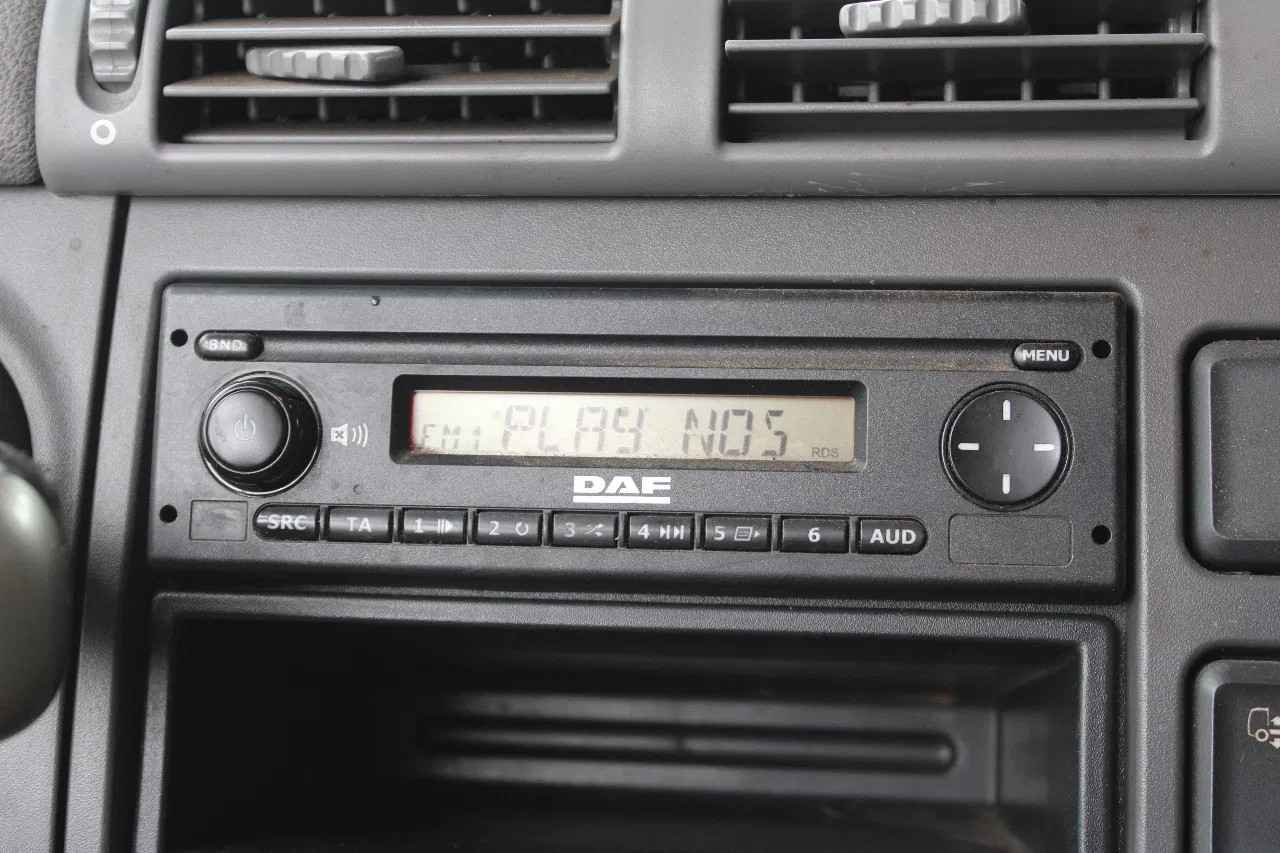 SND
MENU
FM1 PLAY NOS RDS
DAF
SRC TA 1 2 3 4 5 6 AUD